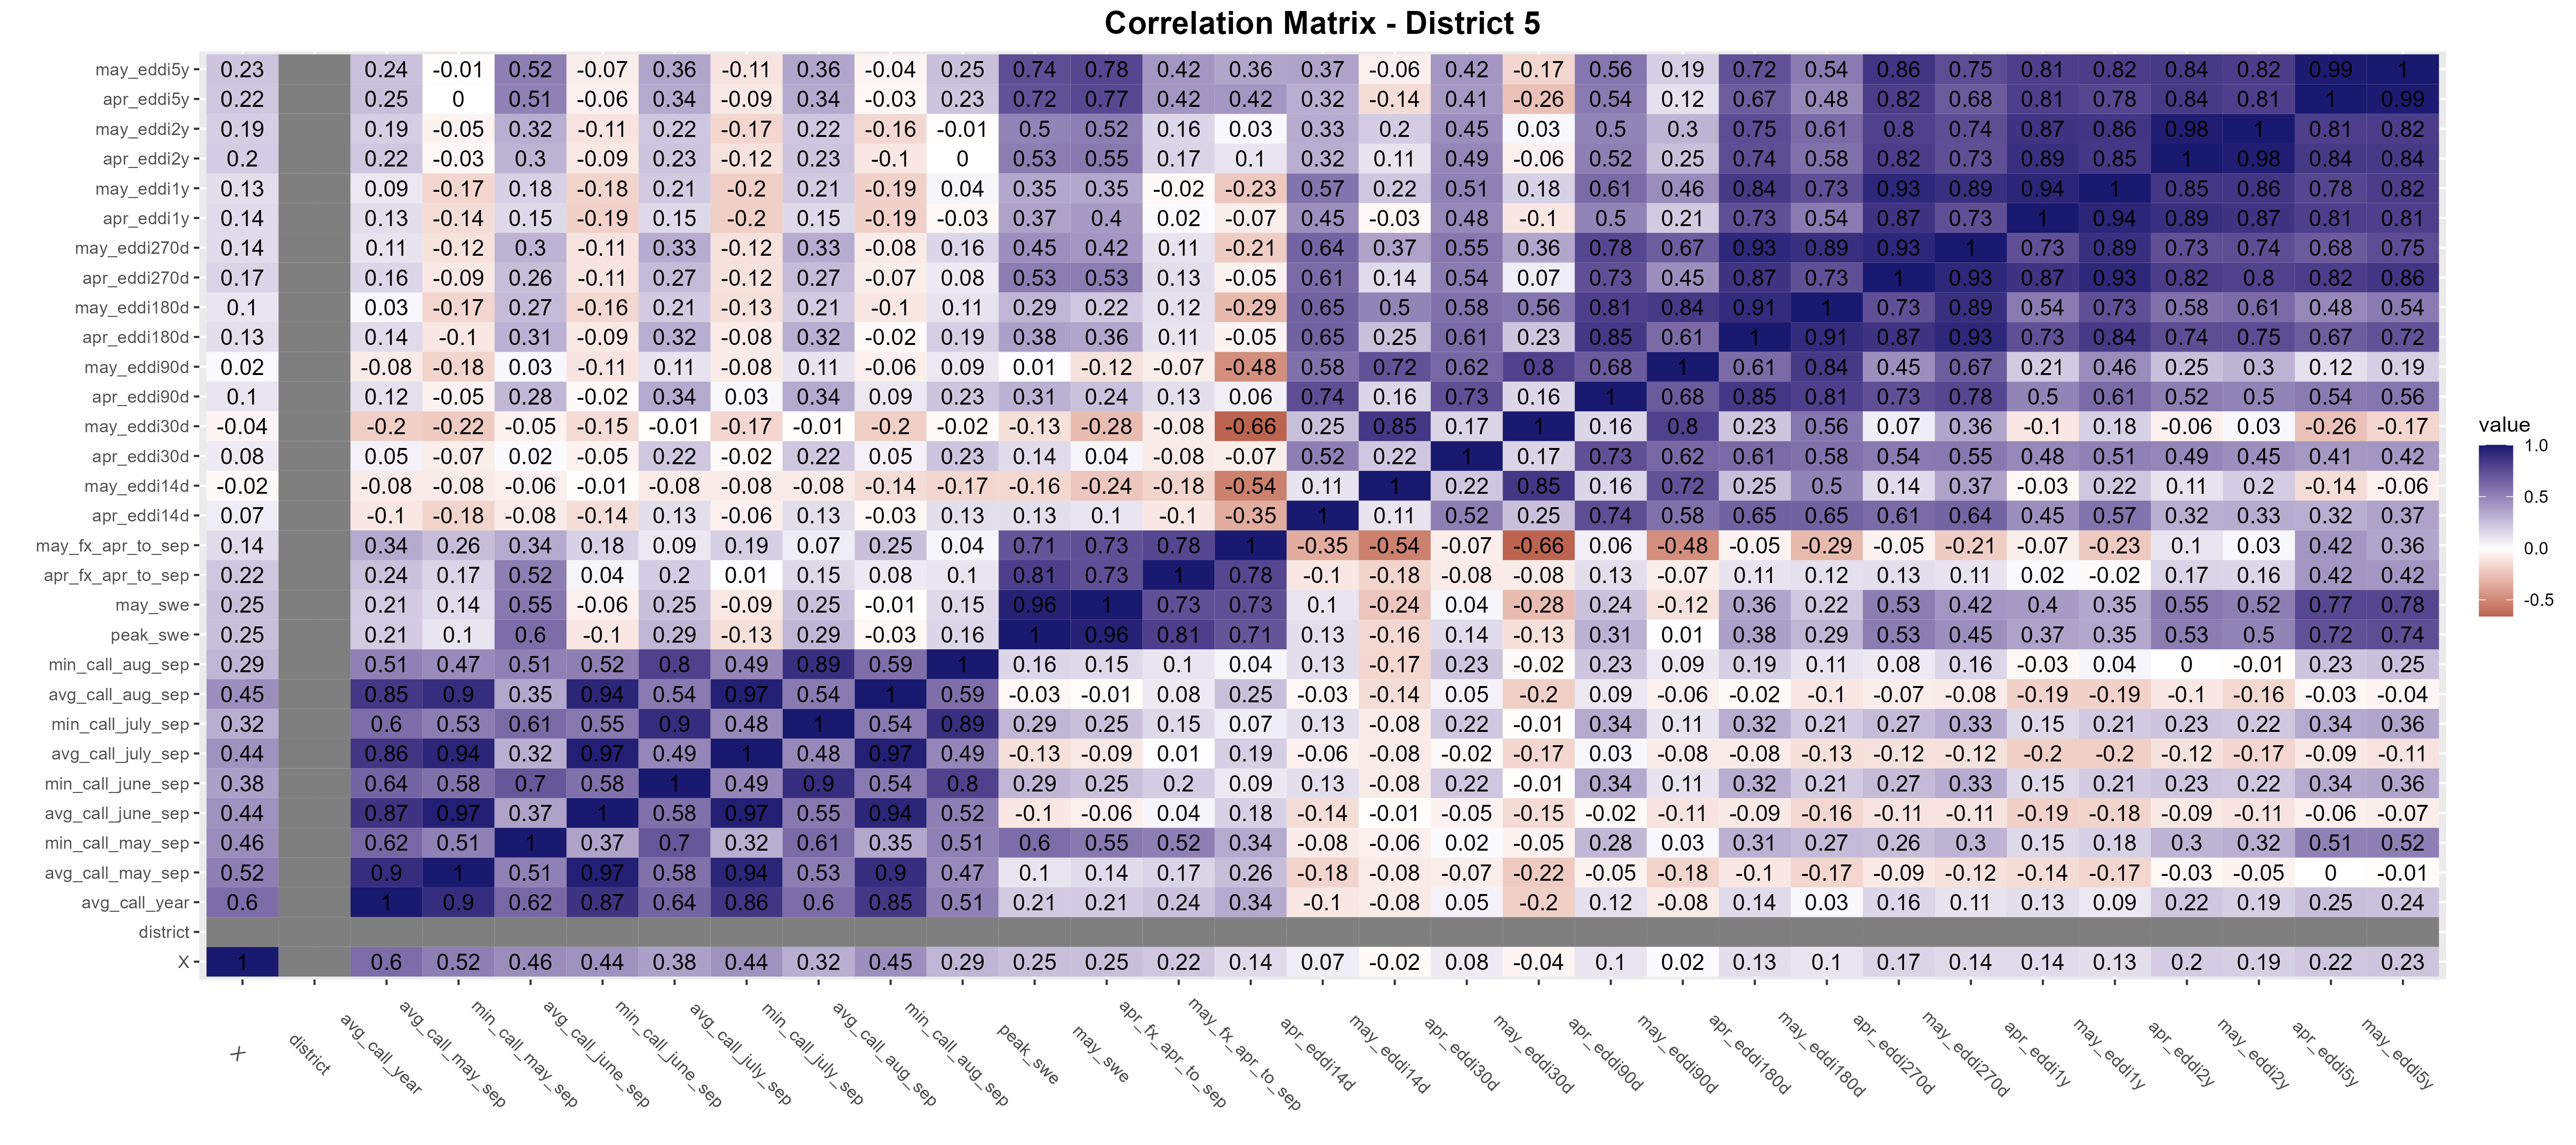 Correlation Matrix - District 5
may_eddi5y 0.23 0.24 -0.01 0.52 -0.07 0.36 -0.11 0.36 -0.04 0.25 0.74 0.78 0.42 0.36 0.37 -0.06 0.42 -0.17 0.56 0.19 0.72 0.54 0.86 0.75 0.81 0.82 0.84 0.82 0.99 1
apr_eddi5y 0.22 0.25 0 0.51 -0.06 0.34 -0.09 0.34 -0.03 0.23 0.72 0.77 0.42 0.42 0.32 -0.14 0.41 -0.26 0.54 0.12 0.67 0.48 0.82 0.68 0.81 0.78 0.84 0.81 1 0.99
may_eddi2y 0.19 0.19 -0.05 0.32 -0.11 0.22 -0.17 0.22 -0.16 -0.01 0.5 0.52 0.16 0.03 0.33 0.2 0.45 0.03 0.5 0.3 0.75 0.61 0.8 0.74 0.87 0.86 0.98 1 0.81 0.82
apr_eddi2y 0.2 0.22 -0.03 0.3 -0.09 0.23 -0.12 0.23 -0.1 0 0.53 0.55 0.17 0.1 0.32 0.11 0.49 -0.06 0.52 0.25 0.74 0.58 0.82 0.73 0.89 0.85 1 0.98 0.84 0.84
may_eddi1y 0.13 0.09 -0.17 0.18 -0.18 0.21 -0.2 0.21 -0.19 0.04 0.35 0.35 -0.02 -0.23 0.57 0.22 0.51 0.18 0.61 0.46 0.84 0.73 0.93 0.89 0.94 1 0.85 0.86 0.78 0.82
apr_eddi1y 0.14 0.13 -0.14 0.15 -0.19 0.15 -0.2 0.15 -0.19 -0.03 0.37 0.4 0.02 -0.07 0.45 -0.03 0.48 -0.1 0.5 0.21 0.73 0.54 0.87 0.73 1 0.94 0.89 0.87 0.81 0.81
may_eddi270d 0.14 0.11 -0.12 0.3 -0.11 0.33 -0.12 0.33 -0.08 0.16 0.45 0.42 0.11 -0.21 0.64 0.37 0.55 0.36 0.78 0.67 0.93 0.89 0.93 1 0.73 0.89 0.73 0.74 0.68 0.75
apr_eddi270d 0.17 0.16 -0.09 0.26 -0.11 0.27 -0.12 0.27 -0.07 0.08 0.53 0.53 0.13 -0.05 0.61 0.14 0.54 0.07 0.73 0.45 0.87 0.73 1 0.93 0.87 0.93 0.82 0.8 0.82 0.86
may_eddi180d 0.1 0.03 -0.17 0.27 -0.16 0.21 -0.13 0.21 -0.1 0.11 0.29 0.22 0.12 -0.29 0.65 0.5 0.58 0.56 0.81 0.84 0.91 1 0.73 0.89 0.54 0.73 0.58 0.61 0.48 0.54
apr_eddi180d 0.13 0.14 -0.1 0.31 -0.09 0.32 -0.08 0.32 -0.02 0.19 0.38 0.36 0.11 -0.05 0.65 0.25 0.61 0.23 0.85 0.61 1 0.91 0.87 0.93 0.73 0.84 0.74 0.75 0.67 0.72
may_eddi90d 0.02 -0.08 -0.18 0.03 -0.11 0.11 -0.08 0.11 -0.06 0.09 0.01 -0.12 -0.07 -0.48 0.58 0.72 0.62 0.8 0.68 1 0.61 0.84 0.45 0.67 0.21 0.46 0.25 0.3 0.12 0.19
apr_eddi90d 0.1 0.12 -0.05 0.28 -0.02 0.34 0.03 0.34 0.09 0.23 0.31 0.24 0.13 0.06 0.74 0.16 0.73 0.16 1 0.68 0.85 0.81 0.73 0.78 0.5 0.61 0.52 0.5 0.54 0.56
may_eddi30d -0.04 -0.2 -0.22 -0.05 -0.15 -0.01 -0.17 -0.01 -0.2 -0.02 -0.13 -0.28 -0.08 -0.66 0.25 0.85 0.17 1 0.16 0.8 0.23 0.56 0.07 0.36 -0.1 0.18 -0.06 0.03 -0.26 -0.17
apr_eddi30d 0.08 0.05 -0.07 0.02 -0.05 0.22 -0.02 0.22 0.05 0.23 0.14 0.04 -0.08 -0.07 0.52 0.22 1 0.17 0.73 0.62 0.61 0.58 0.54 0.55 0.48 0.51 0.49 0.45 0.41 0.42
may_eddi14d -0.02 -0.08 -0.08 -0.06 -0.01 -0.08 -0.08 -0.08 -0.14 -0.17 -0.16 -0.24 -0.18 -0.54 0.11 1 0.22 0.85 0.16 0.72 0.25 0.5 0.14 0.37 -0.03 0.22 0.11 0.2 -0.14 -0.06
apr_eddi14d 0.07 -0.1 -0.18 -0.08 -0.14 0.13 -0.06 0.13 -0.03 0.13 0.13 0.1 -0.1 -0.35 1 0.11 0.52 0.25 0.74 0.58 0.65 0.65 0.61 0.64 0.45 0.57 0.32 0.33 0.32 0.37
may_fx_apr_to_sep 0.14 0.34 0.26 0.34 0.18 0.09 0.19 0.07 0.25 0.04 0.71 0.73 0.78 1 -0.35 -0.54 -0.07 -0.66 0.06 -0.48 -0.05 -0.29 -0.05 -0.21 -0.07 -0.23 0.1 0.03 0.42 0.36
apr_fx_apr_to_sep 0.22 0.24 0.17 0.52 0.04 0.2 0.01 0.15 0.08 0.1 0.81 0.73 1 0.78 -0.1 -0.18 -0.08 -0.08 0.13 -0.07 0.11 0.12 0.13 0.11 0.02 -0.02 0.17 0.16 0.42 0.42
may_swe 0.25 0.21 0.14 0.55 -0.06 0.25 -0.09 0.25 -0.01 0.15 0.96 1 0.73 0.73 0.1 -0.24 0.04 -0.28 0.24 -0.12 0.36 0.22 0.53 0.42 0.4 0.35 0.55 0.52 0.77 0.78
peak_swe 0.25 0.21 0.1 0.6 -0.1 0.29 -0.13 0.29 -0.03 0.16 1 0.96 0.81 0.71 0.13 -0.16 0.14 -0.13 0.31 0.01 0.38 0.29 0.53 0.45 0.37 0.35 0.53 0.5 0.72 0.74
min_call_aug_sep 0.29 0.51 0.47 0.51 0.52 0.8 0.49 0.89 0.59 1 0.16 0.15 0.1 0.04 0.13 -0.17 0.23 -0.02 0.23 0.09 0.19 0.11 0.08 0.16 -0.03 0.04 0 -0.01 0.23 0.25
avg_call_aug_sep 0.45 0.85 0.9 0.35 0.94 0.54 0.97 0.54 1 0.59 -0.03 -0.01 0.08 0.25 -0.03 -0.14 0.05 -0.2 0.09 -0.06 -0.02 -0.1 -0.07 -0.08 -0.19 -0.19 -0.1 -0.16 -0.03 -0.04
min_call_july_sep 0.32 0.6 0.53 0.61 0.55 0.9 0.48 1 0.54 0.89 0.29 0.25 0.15 0.07 0.13 -0.08 0.22 -0.01 0.34 0.11 0.32 0.21 0.27 0.33 0.15 0.21 0.23 0.22 0.34 0.36
avg_call_july_sep 0.44 0.86 0.94 0.32 0.97 0.49 1 0.48 0.97 0.49 -0.13 -0.09 0.01 0.19 -0.06 -0.08 -0.02 -0.17 0.03 -0.08 -0.08 -0.13 -0.12 -0.12 -0.2 -0.2 -0.12 -0.17 -0.09 -0.11
min_call_june_sep 0.38 0.64 0.58 0.7 0.58 1 0.49 0.9 0.54 0.8 0.29 0.25 0.2 0.09 0.13 -0.08 0.22 -0.01 0.34 0.11 0.32 0.21 0.27 0.33 0.15 0.21 0.23 0.22 0.34 0.36
avg_call_june_sep 0.44 0.87 0.97 0.37 1 0.58 0.97 0.55 0.94 0.52 -0.1 -0.06 0.04 0.18 -0.14 -0.01 -0.05 -0.15 -0.02 -0.11 -0.09 -0.16 -0.11 -0.11 -0.19 -0.18 -0.09 -0.11 -0.06 -0.07
min_call_may_sep 0.46 0.62 0.51 1 0.37 0.7 0.32 0.61 0.35 0.51 0.6 0.55 0.52 0.34 -0.08 -0.06 0.02 -0.05 0.28 0.03 0.31 0.27 0.26 0.3 0.15 0.18 0.3 0.32 0.51 0.52
avg_call_may_sep 0.52 0.9 1 0.51 0.97 0.58 0.94 0.53 0.9 0.47 0.1 0.14 0.17 0.26 -0.18 -0.08 -0.07 -0.22 -0.05 -0.18 -0.1 -0.17 -0.09 -0.12 -0.14 -0.17 -0.03 -0.05 0 -0.01
avg_call_year 0.6 1 0.9 0.62 0.87 0.64 0.86 0.6 0.85 0.51 0.21 0.21 0.24 0.34 -0.1 -0.08 0.05 -0.2 0.12 -0.08 0.14 0.03 0.16 0.11 0.13 0.09 0.22 0.19 0.25 0.24
district
X 1 0.6 0.52 0.46 0.44 0.38 0.44 0.32 0.45 0.29 0.25 0.25 0.22 0.14 0.07 -0.02 0.08 -0.04 0.1 0.02 0.13 0.1 0.17 0.14 0.14 0.13 0.2 0.19 0.22 0.23
X district avg_call_year avg_call_may_sep min_call_may_sep avg_call_june_sep min_call_june_sep avg_call_july_sep min_call_july_sep avg_call_aug_sep min_call_aug_sep peak_swe may_swe apr_fx_apr_to_sep may_fx_apr_to_sep apr_eddi14d may_eddi14d apr_eddi30d may_eddi30d apr_eddi90d may_eddi90d apr_eddi180d may_eddi180d apr_eddi270d may_eddi270d apr_eddi1y may_eddi1y apr_eddi2y may_eddi2y apr_eddi5y may_eddi5y
value
1.0
0.5
0.0
-0.5